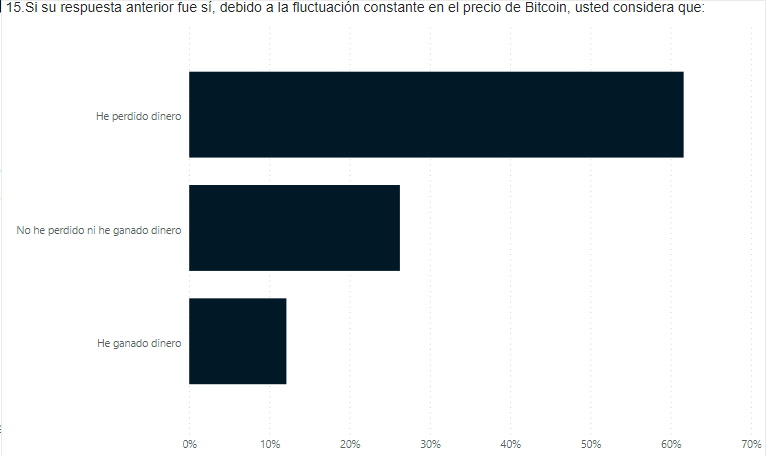 15.Si su respuesta anterior fue sí, debido a la fluctuación constante en el precio de Bitcoin, usted considera que:
He perdido dinero
No he perdido ni he ganado dinero
He ganado dinero
0% 10% 20% 30% 40% 50% 60% 70%